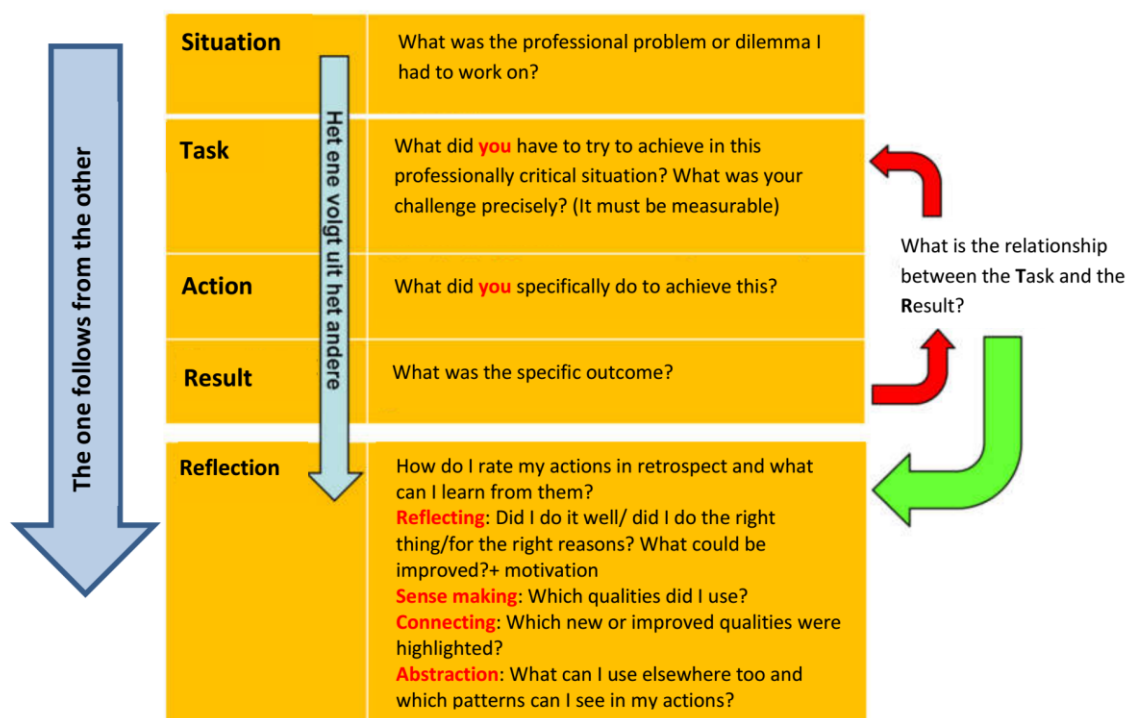 The one follows from the other
Het ene volgt uit het andere
Situation
What was the professional problem or dilemma I
had to work on?
Task
What did you have to try to achieve in this
professionally critical situation? What was your
challenge precisely? (It must be measurable)
Action
What did you specifically do to achieve this?
Result
What was the specific outcome?
What is the relationship
between the Task and the
Result?
Reflection
How do I rate my actions in retrospect and what
can I learn from them?
Reflecting: Did I do it well/ did I do the right
thing/for the right reasons? What could be
improved?+ motivation
Sense making: Which qualities did I use?
Connecting: Which new or improved qualities were
highlighted?
Abstraction: What can I use elsewhere too and
which patterns can I see in my actions?